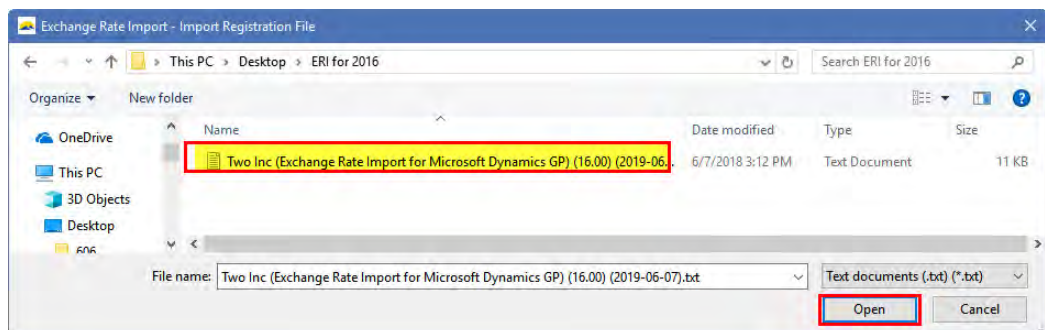 Exchange Rate Import - Import Registration File
This PC > Desktop > ERI for 2016
Search ERI for 2016
Organize New folder
OneDrive
This PC
3D Objects
Desktop
606
Name Date modified Type Size
Two Inc (Exchange Rate Import for Microsoft Dynamics GP) (16.00) (2019-06... 6/7/2018 3:12 PM Text Document 11 KB
File name: Two Inc (Exchange Rate Import for Microsoft Dynamics GP) (16.00) (2019-06-07).txt Text documents (.txt) (*.txt)
Open Cancel